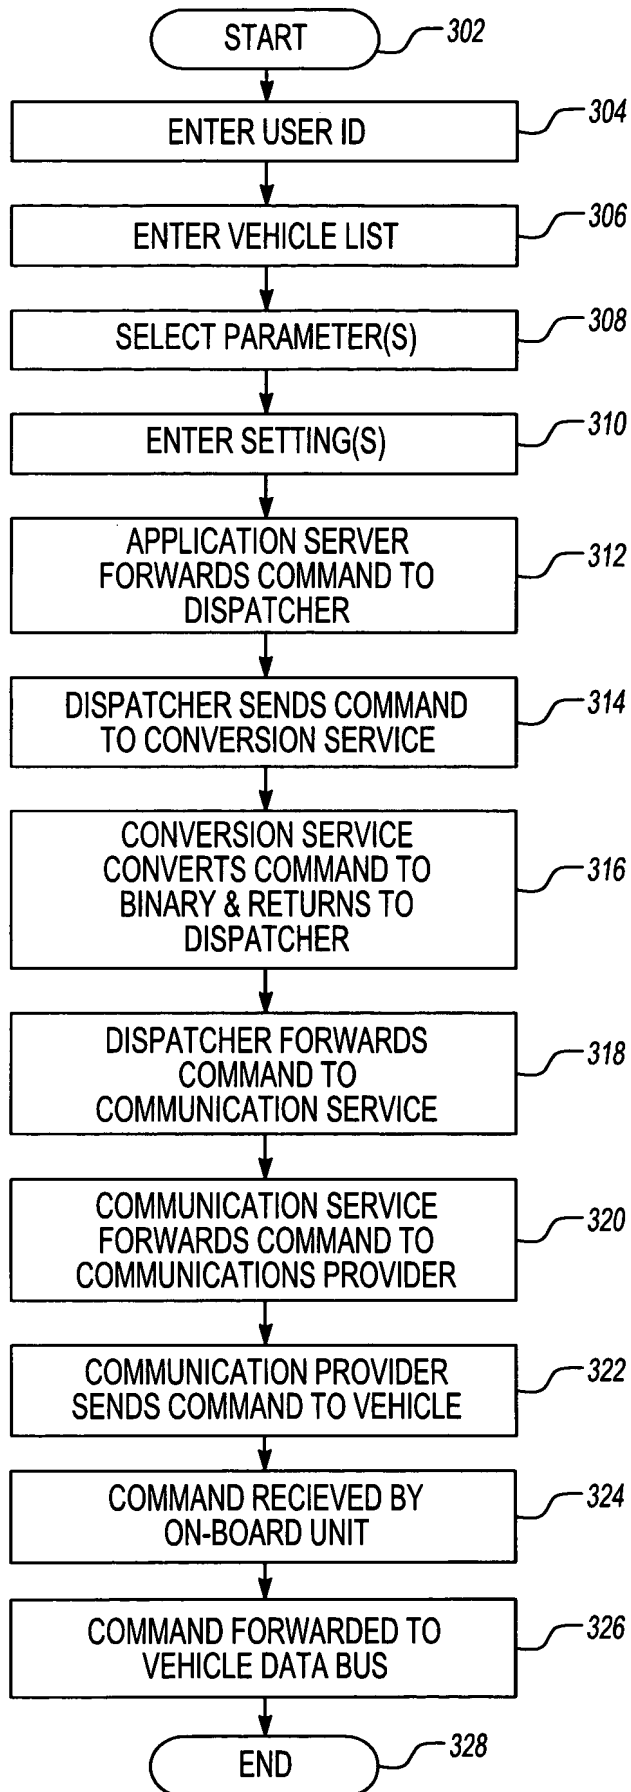 START
302
ENTER USER ID
304
ENTER VEHICLE LIST
306
SELECT PARAMETER(S)
308
ENTER SETTING(S)
310
APPLICATION SERVER
FORWARDS COMMAND TO
DISPATCHER
312
DISPATCHER SENDS COMMAND
TO CONVERSION SERVICE
314
CONVERSION SERVICE
CONVERTS COMMAND TO
BINARY & RETURNS TO
DISPATCHER
316
DISPATCHER FORWARDS
COMMAND TO
COMMUNICATION SERVICE
318
COMMUNICATION SERVICE
FORWARDS COMMAND TO
COMMUNICATIONS PROVIDER
320
COMMUNICATION PROVIDER
SENDS COMMAND TO VEHICLE
322
COMMAND RECIEVED BY
ON-BOARD UNIT
324
COMMAND FORWARDED TO
VEHICLE DATA BUS
326
END
328